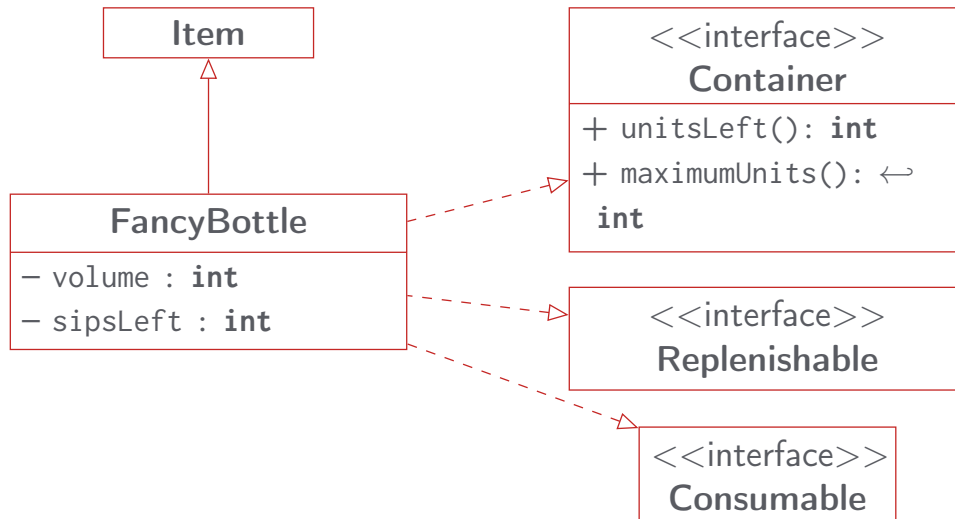 Item
FancyBottle
− volume : int
− sipsLeft : int
<<interface>>
Container
+ unitsLeft(): int
+ maximumUnits(): ↩
int
<<interface>>
Replenishable
<<interface>>
Consumable